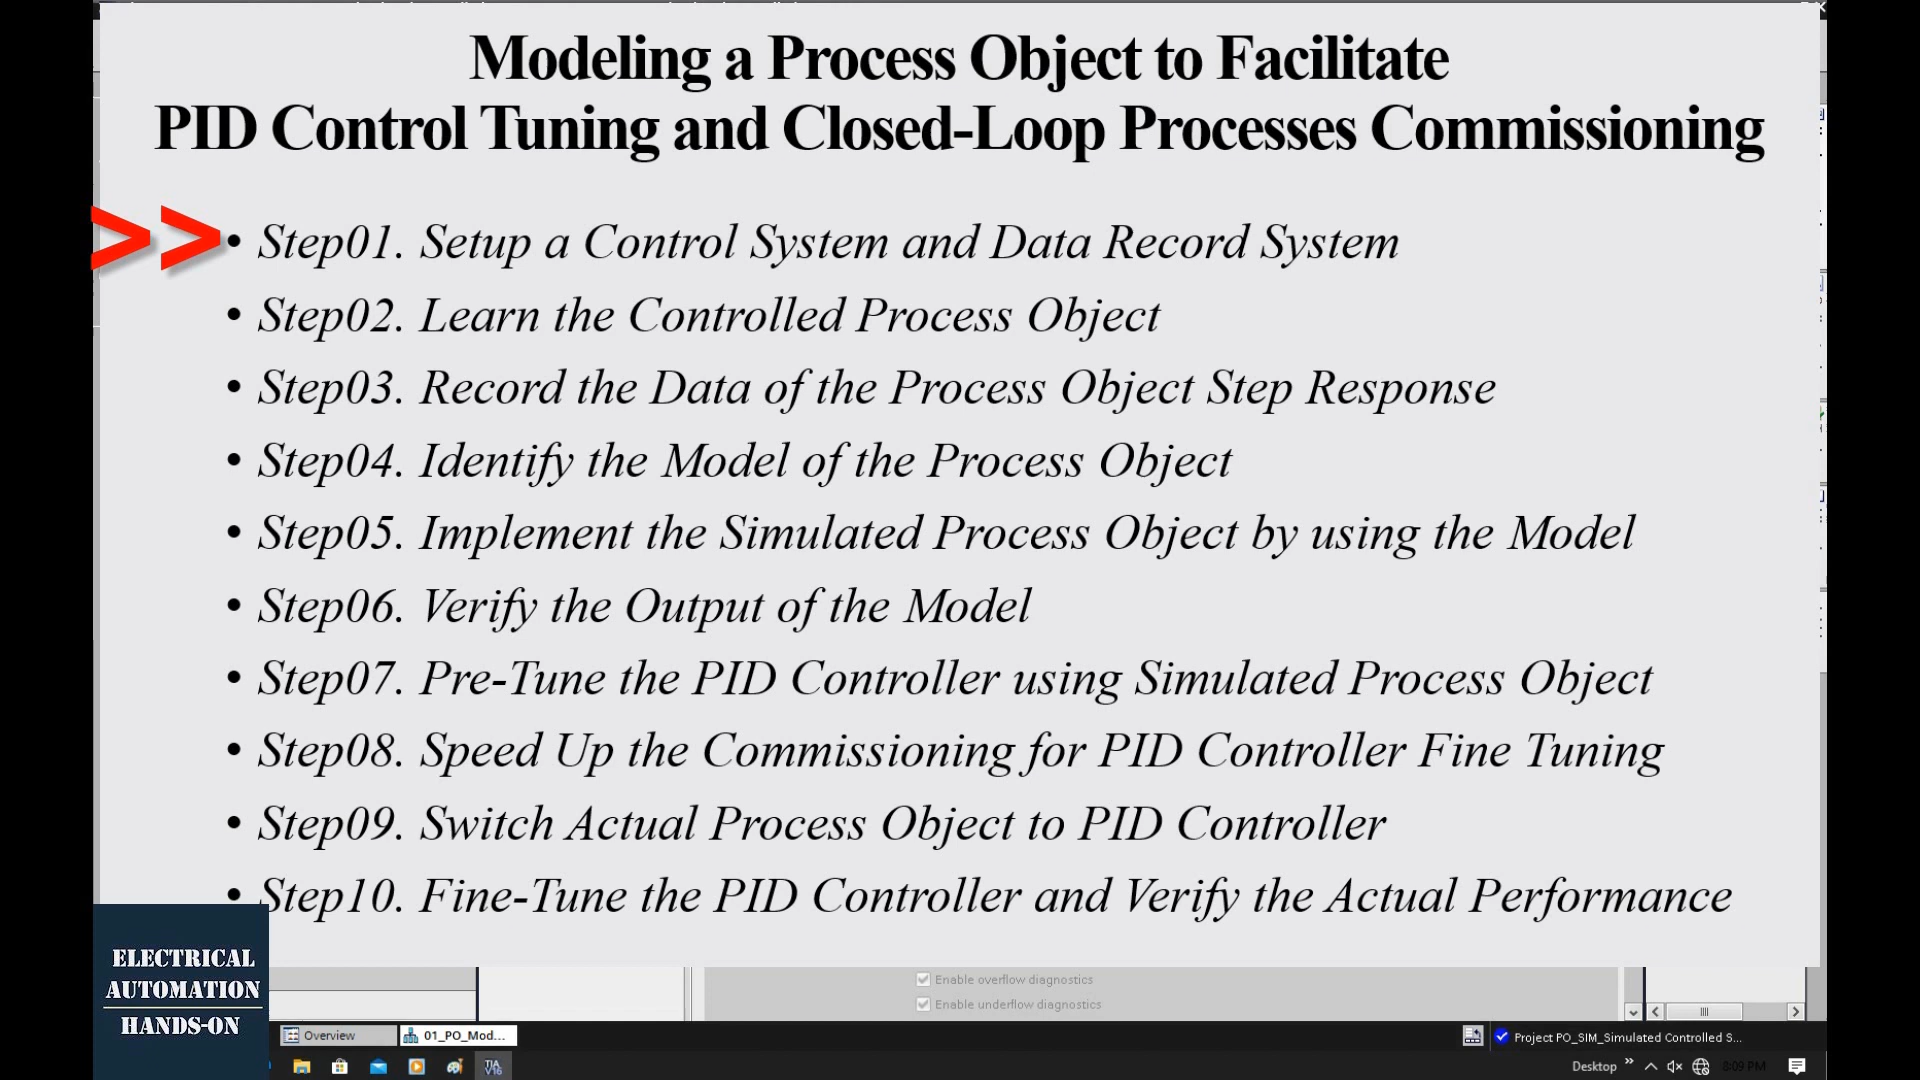 Modeling a Process Object to Facilitate
PID Control Tuning and Closed-Loop Processes Commissioning
>> • Step01. Setup a Control System and Data Record System
• Step02. Learn the Controlled Process Object
• Step03. Record the Data of the Process Object Step Response
• Step04. Identify the Model of the Process Object
• Step05. Implement the Simulated Process Object by using the Model
• Step06. Verify the Output of the Model
• Step07. Pre-Tune the PID Controller using Simulated Process Object
• Step08. Speed Up the Commissioning for PID Controller Fine Tuning
• Step09. Switch Actual Process Object to PID Controller
• Step10. Fine-Tune the PID Controller and Verify the Actual Performance
ELECTRICAL
AUTOMATION
HANDS-ON
Enable overflow diagnostics
Enable underflow diagnostics
Overview
01_PO_Mod...
Project PO_SIM_Simulated Controlled S...
TIA
V16
Desktop
8:09 PM